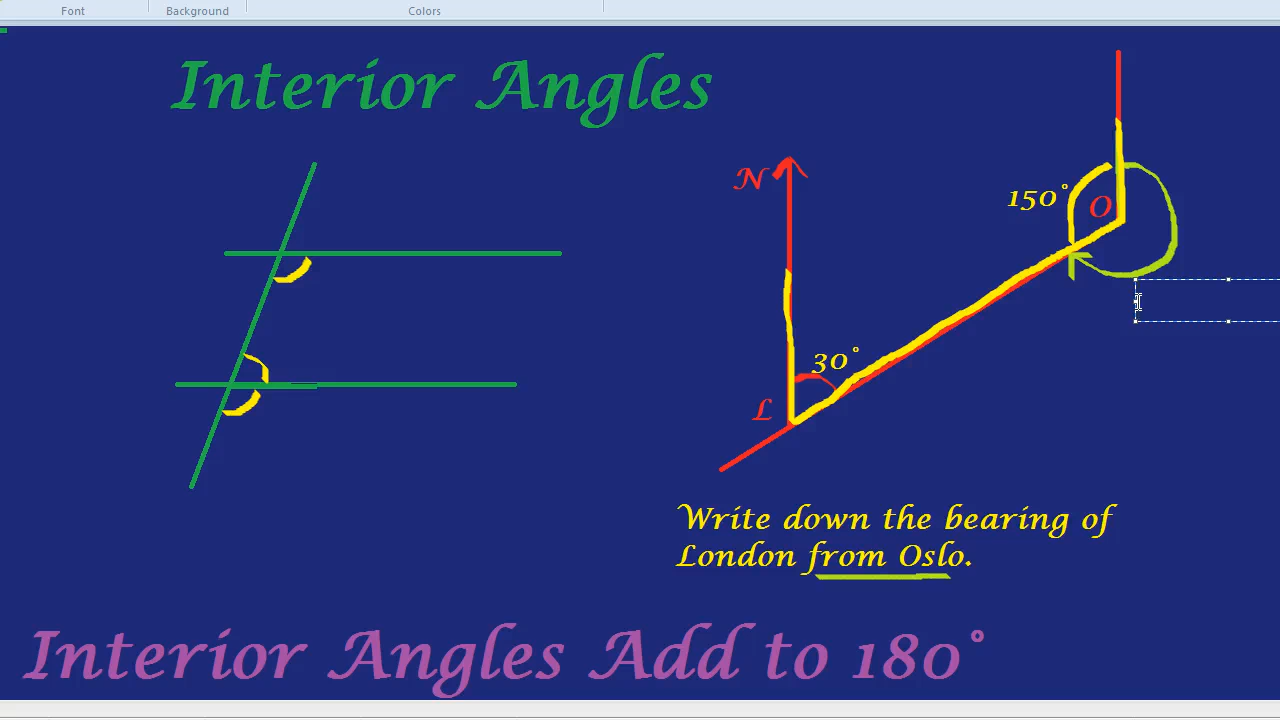 Font Background Colors
Interior Angles
N
150°
O
30°
L
Write down the bearing of
London from Oslo.
Interior Angles Add to 180°